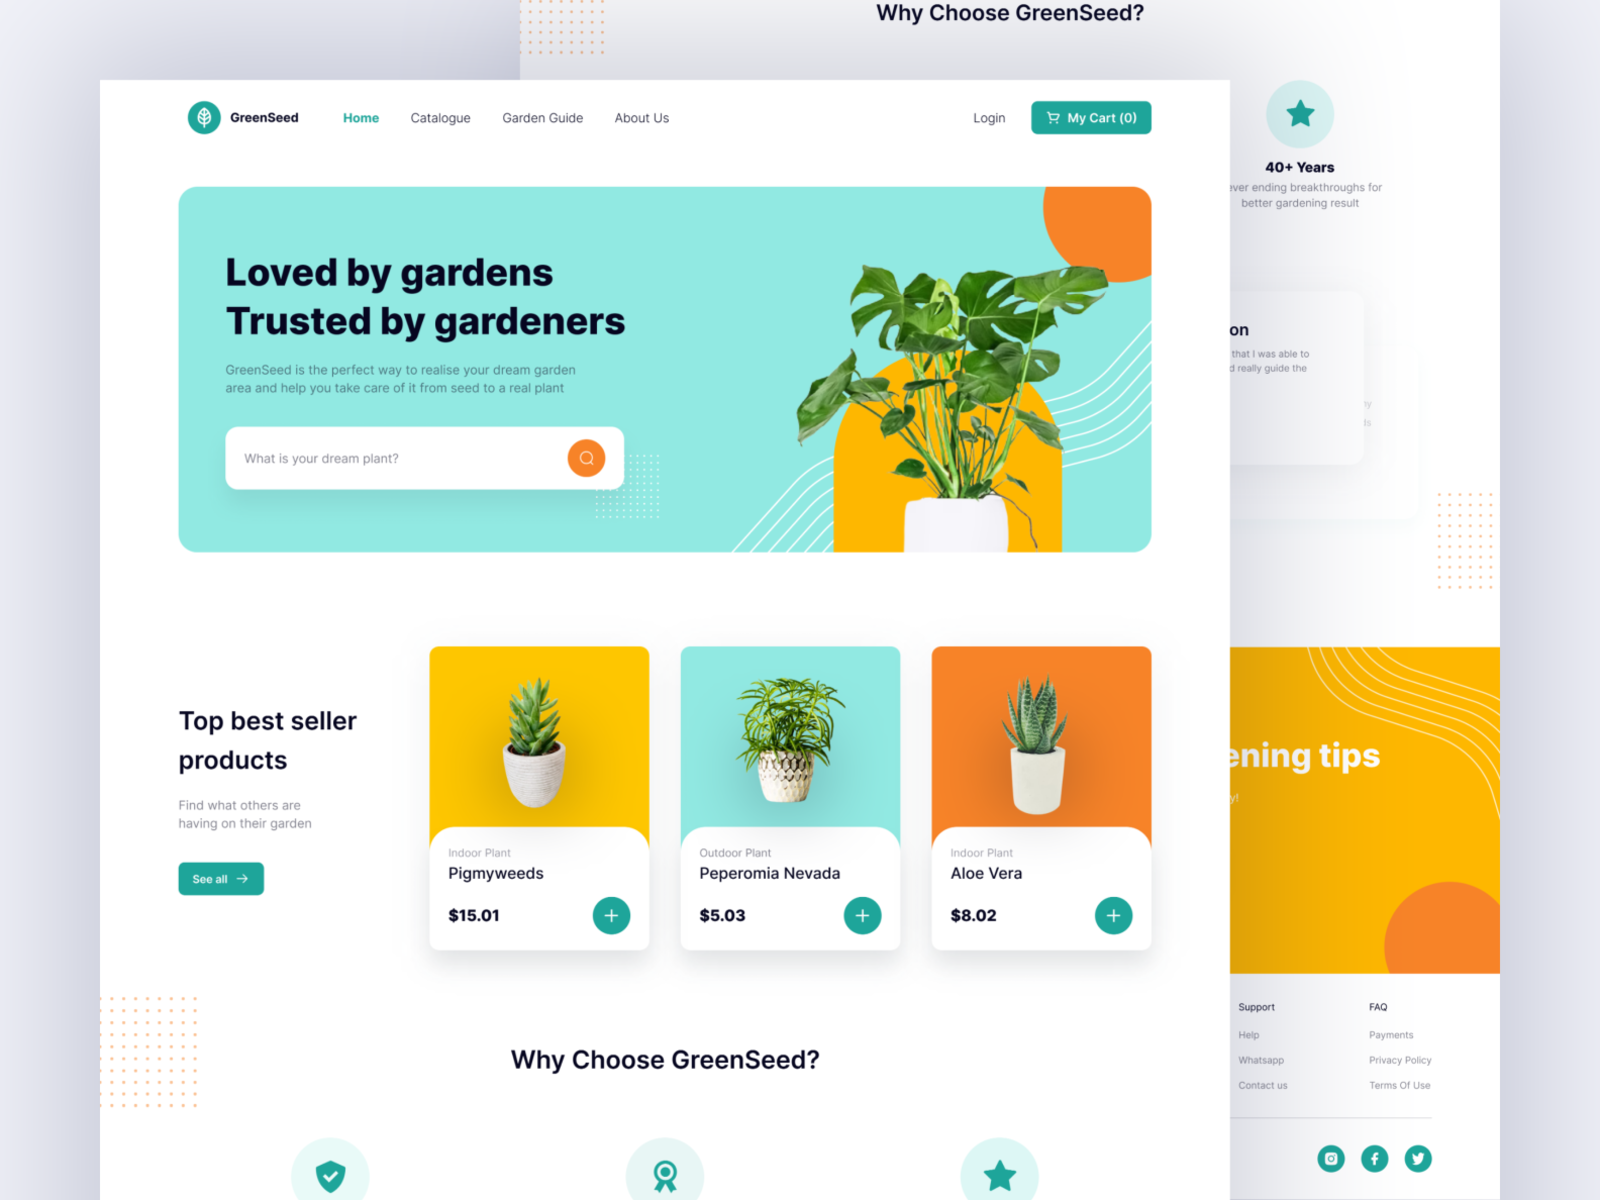 Why Choose GreenSeed?
40+ Years
ever ending breakthroughs for
better gardening result
on
that I was able to
really guide the
ening tips
Support
FAQ
Help
Payments
Whatsapp
Privacy Policy
Contact us
Terms Of Use
GreenSeed
Home
Catalogue
Garden Guide
About Us
Login
My Cart (0)
Loved by gardens
Trusted by gardeners
GreenSeed is the perfect way to realise your dream garden
area and help you take care of it from seed to a real plant
What is your dream plant?
Top best seller
products
Find what others are
having on their garden
See all
Indoor Plant
Pigmyweeds
$15.01
Outdoor Plant
Peperomia Nevada
$5.03
Indoor Plant
Aloe Vera
$8.02
Why Choose GreenSeed?